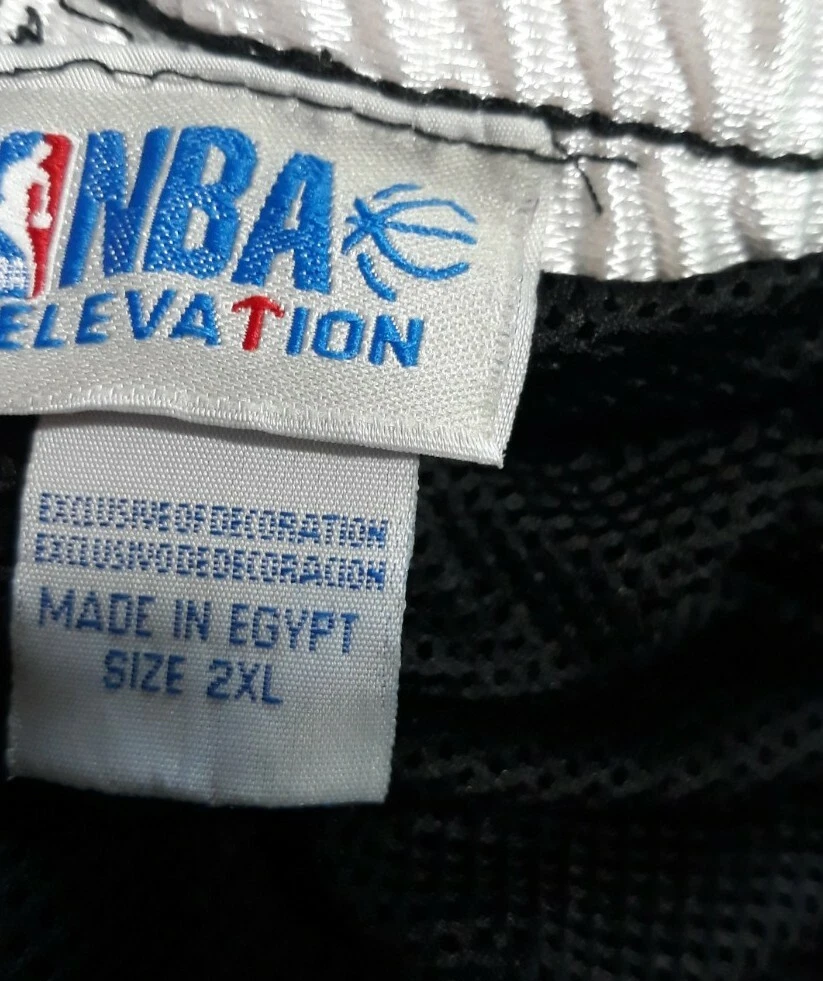 NBA
ELEVATION
EXCLUSIVE OF DECORATION
EXCLUSIVO DE DECORACION
MADE IN EGYPT
SIZE 2XL